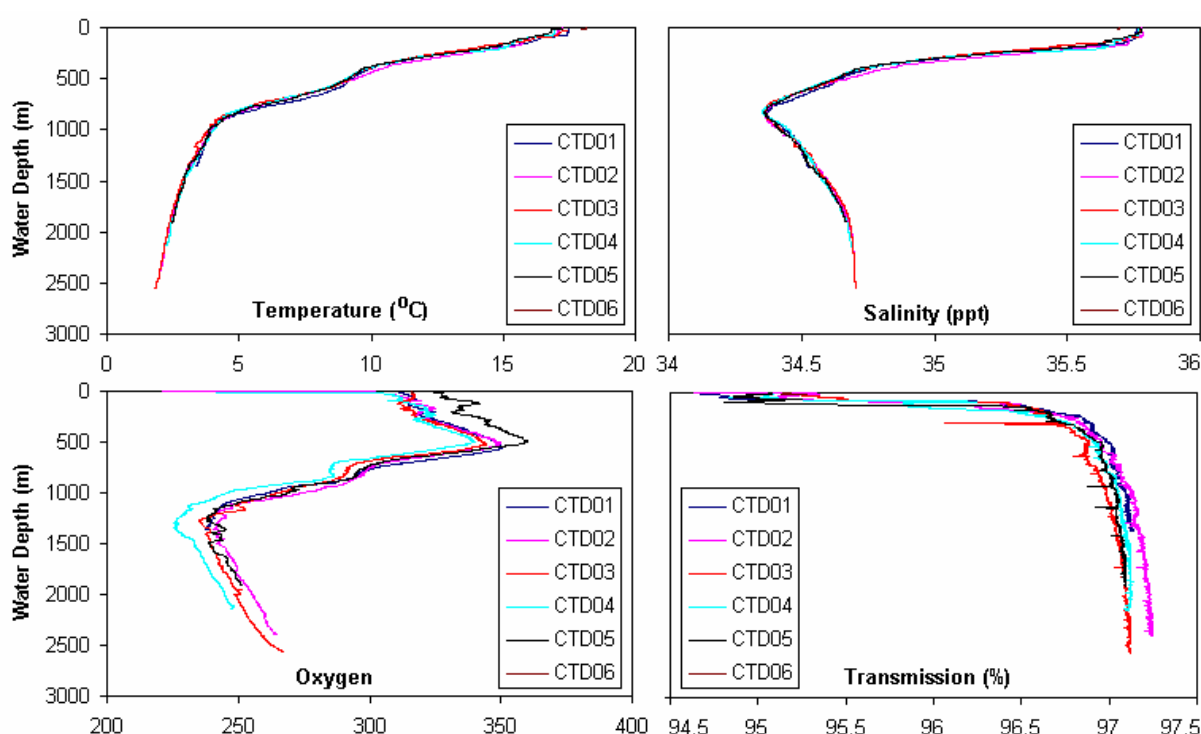 0
500
1000
1500
2000
2500
3000
Water Depth (m)
CTD01
CTD02
CTD03
CTD04
CTD05
CTD06
Temperature (⁰C)
0 5 10 15 20
CTD01
CTD02
CTD03
CTD04
CTD05
CTD06
Salinity (ppt)
34 34.5 35 35.5 36
0
500
1000
1500
2000
2500
3000
Water Depth (m)
CTD01
CTD02
CTD03
CTD04
CTD05
CTD06
Oxygen
200 250 300 350 400
CTD01
CTD02
CTD03
CTD04
CTD05
CTD06
Transmission (%)
94.5 95 95.5 96 96.5 97 97.5